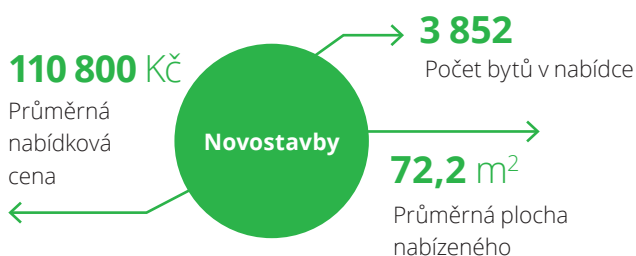 110 800 Kč
Průměrná
nabídková
cena
Novostavby
3 852
Počet bytů v nabídce
72,2 m²
Průměrná plocha
nabízeného